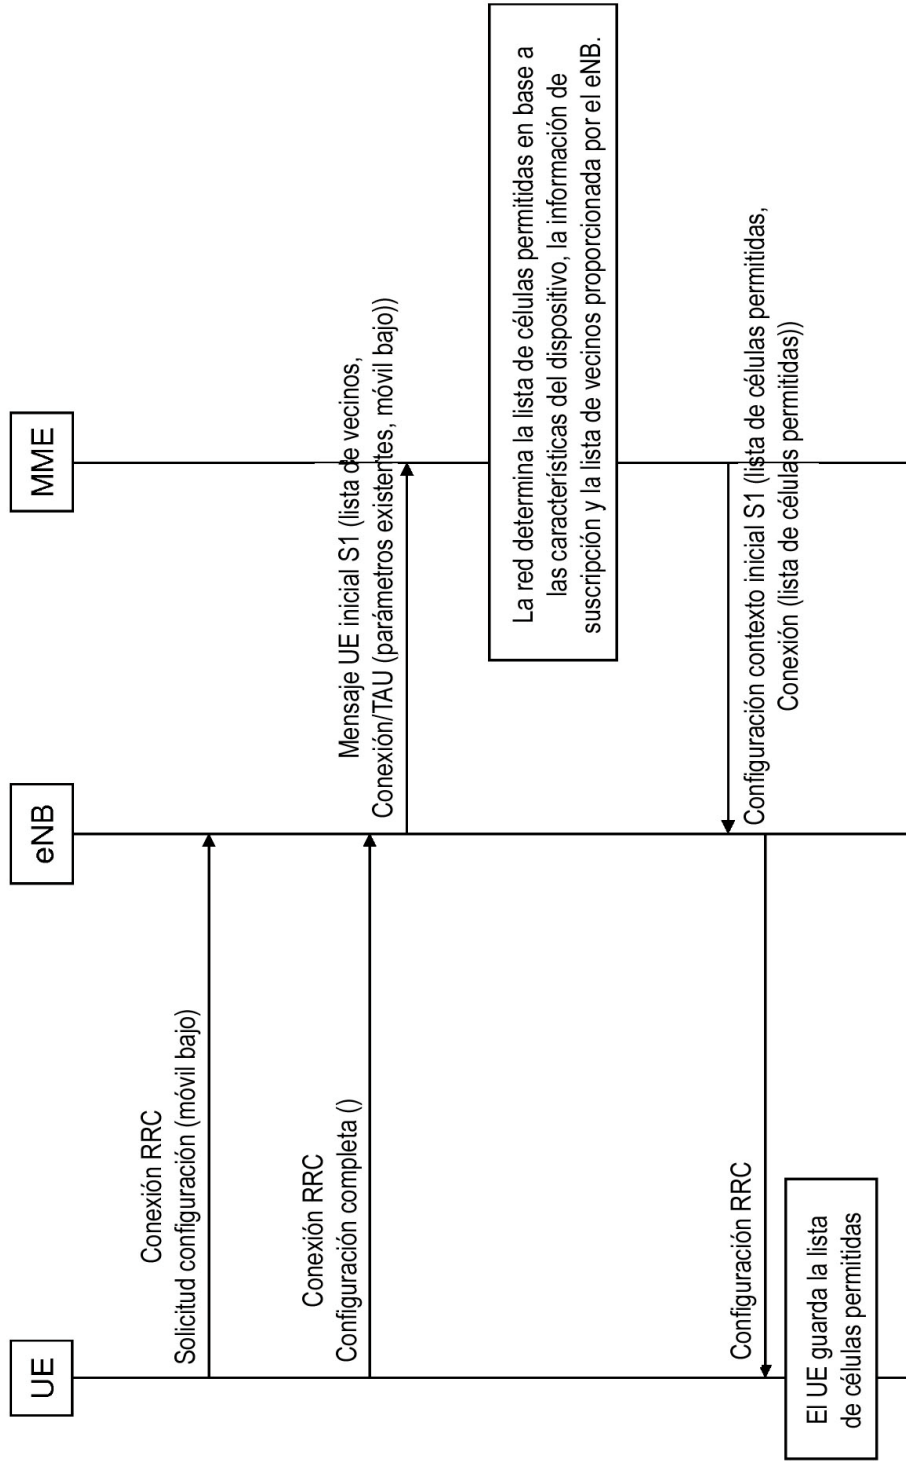 UE
eNB
MME
Conexión RRC
Solicitud configuración (móvil bajo)
Conexión RRC
Configuración completa ()
Mensaje UE inicial S1 (lista de vecinos,
Conexión/TAU (parámetros existentes, móvil bajo))
La red determina la lista de células permitidas en base a
las características del dispositivo, la información de
suscripción y la lista de vecinos proporcionada por el eNB.
Configuración contexto inicial S1 (lista de células permitidas,
Conexión (lista de células permitidas))
Configuración RRC
El UE guarda la lista
de células permitidas